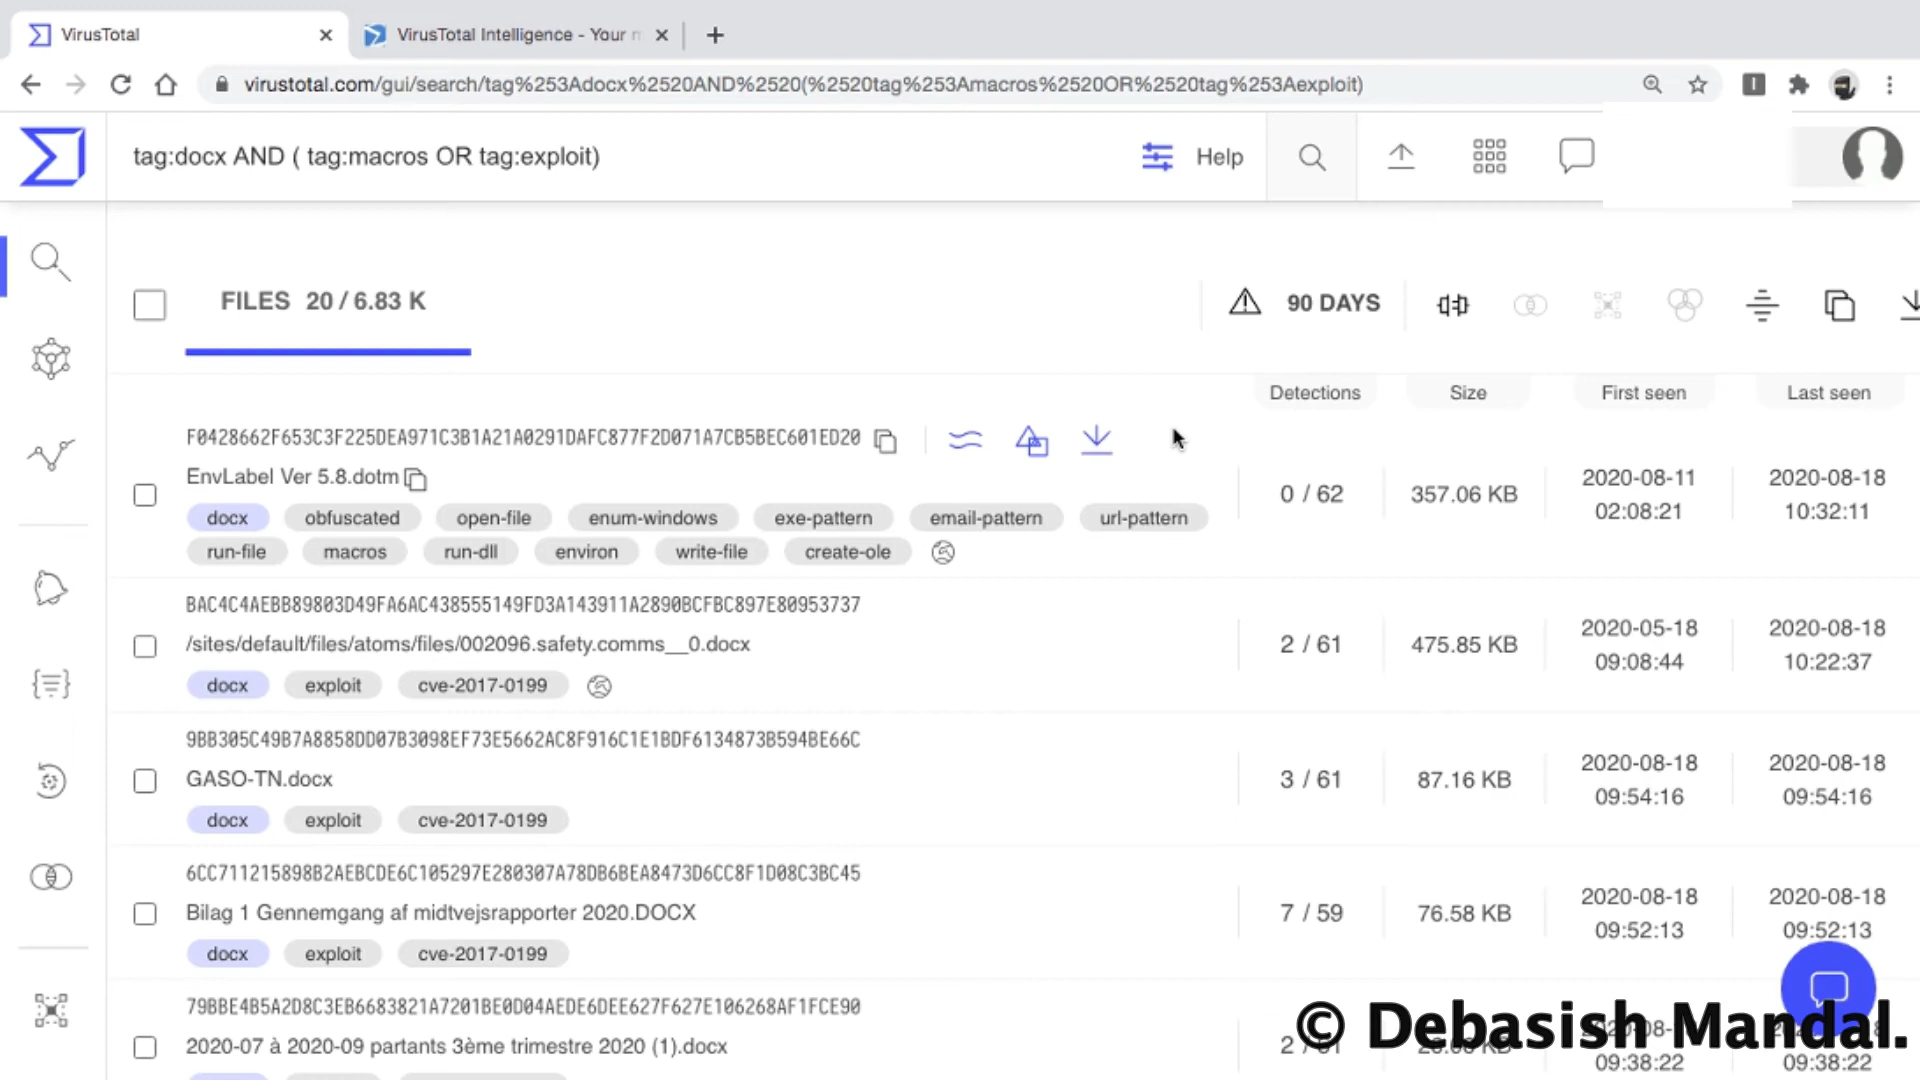 VirusTotal
VirusTotal Intelligence - Your m
virustotal.com/gui/search/tag%253Adocx%2520AND%2520(%2520tag%253Amacros%2520OR%2520tag%253Aexploit)
tag:docx AND ( tag:macros OR tag:exploit)
Help
FILES 20 / 6.83 K
90 DAYS
Detections Size First seen Last seen
F0428662F653C3F225DEA971C3B1A21A0291DAFC877F2D071A7CB5BEC601ED20
EnvLabel Ver 5.8.dotm
docx obfuscated open-file enum-windows exe-pattern email-pattern url-pattern
run-file macros run-dll environ write-file create-ole
0 / 62 357.06 KB 2020-08-11 02:08:21 2020-08-18 10:32:11
BAC4C4AEBB89803D49FA6AC438555149FD3A143911A2890BCFBC897E80953737
/sites/default/files/atoms/files/002096.safety.comms__0.docx
docx exploit cve-2017-0199
2 / 61 475.85 KB 2020-05-18 09:08:44 2020-08-18 10:22:37
9BB305C49B7A8858DD07B3098EF73E5662AC8F916C1E1BDF6134873B594BE66C
GASO-TN.docx
docx exploit cve-2017-0199
3 / 61 87.16 KB 2020-08-18 09:54:16 2020-08-18 09:54:16
6CC711215898B2AEBCDE6C105297E280307A78DB6BEA8473D6CC8F1D08C3BC45
Bilag 1 Gennemgang af midtvejsrapporter 2020.DOCX
docx exploit cve-2017-0199
7 / 59 76.58 KB 2020-08-18 09:52:13 2020-08-18 09:52:13
79BBE4B5A2D8C3EB6683821A7201BE0D04AEDE6DEE627F627E106268AF1FCE90
2020-07 à 2020-09 partants 3ème trimestre 2020 (1).docx
09:38:22 09:38:22
© Debasish Mandal.